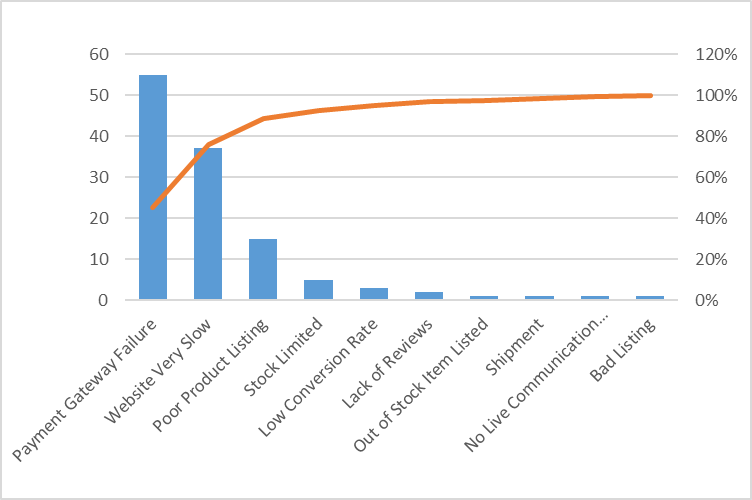 60
50
40
30
20
10
0
120%
100%
80%
60%
40%
20%
0%
Payment Gateway Failure
Website Very Slow
Poor Product Listing
Stock Limited
Low Conversion Rate
Lack of Reviews
Out of Stock Item Listed
Shipment
No Live Communication...
Bad Listing